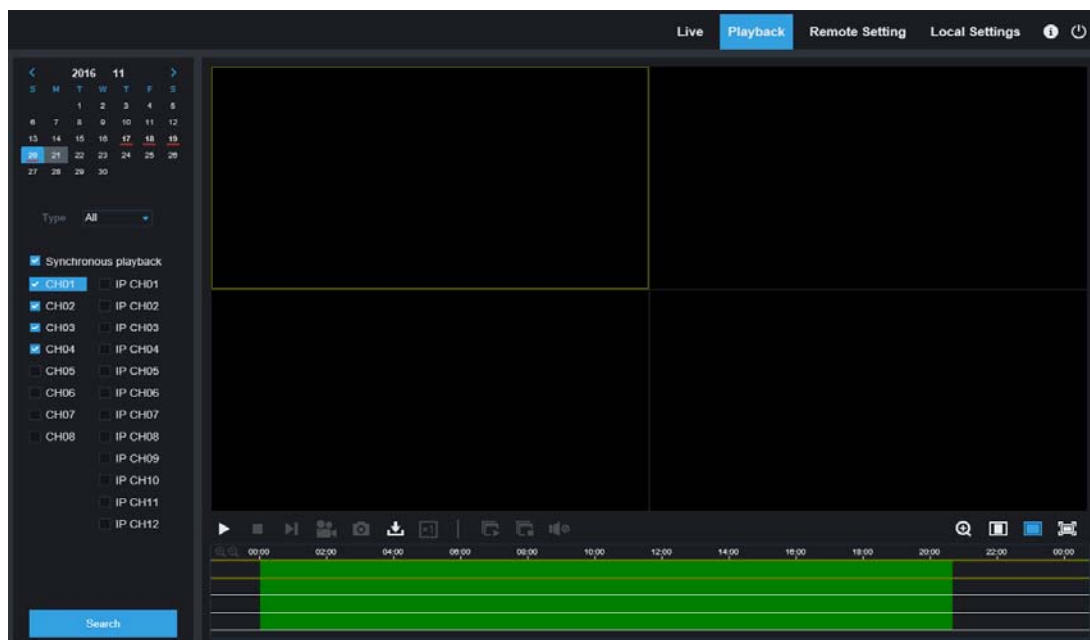 Live Playback Remote Setting Local Settings
2016 11
S M T W T F S
1 2 3 4 5
6 7 8 9 10 11 12
13 14 15 16 17 18 19
20 21 22 23 24 25 26
27 28 29 30
Type All
Synchronous playback
CH01 IP CH01
CH02 IP CH02
CH03 IP CH03
CH04 IP CH04
CH05 IP CH05
CH06 IP CH06
CH07 IP CH07
CH08 IP CH08
IP CH09
IP CH10
IP CH11
IP CH12
00:00 02:00 04:00 06:00 08:00 10:00 12:00 14:00 16:00 18:00 20:00 22:00 00:00
Search